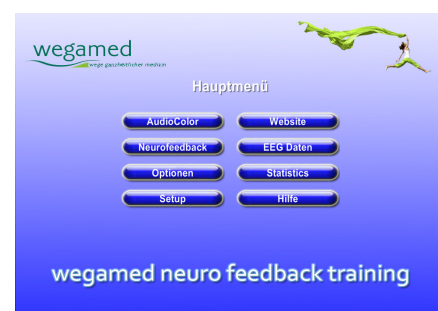 wegamed
wege ganzheitlicher medizin
Hauptmenü
AudioColor
Website
Neurofeedback
EEG Daten
Optionen
Statistics
Setup
Hilfe
wegamed neuro feedback training